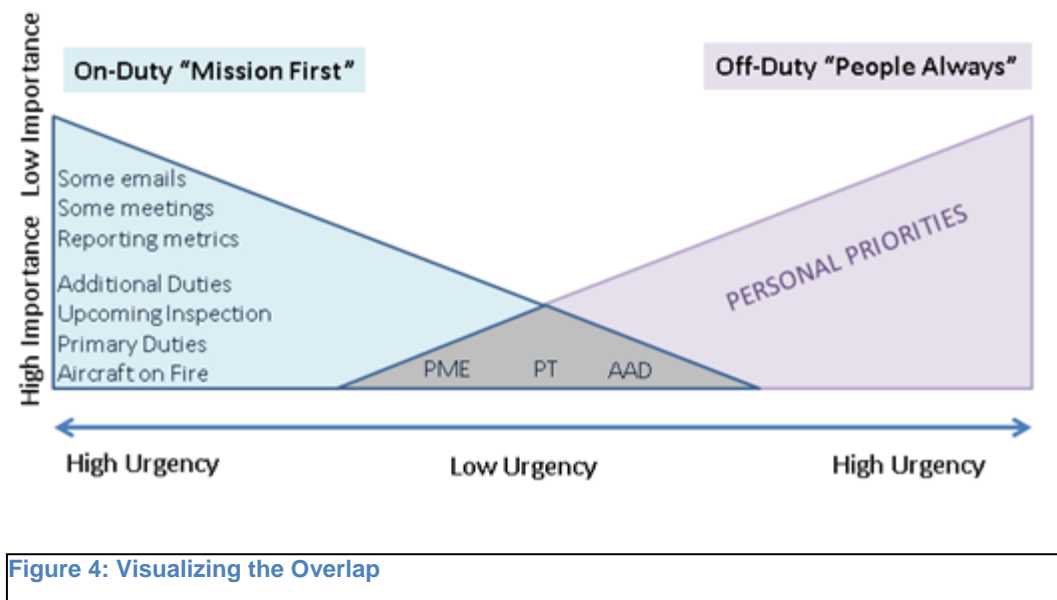 On-Duty “Mission First”
Off-Duty “People Always”
Low Importance
High Importance
Some emails
Some meetings
Reporting metrics
Additional Duties
Upcoming Inspection
Primary Duties
Aircraft on Fire
PME
PT
AAD
PERSONAL PRIORITIES
High Urgency
Low Urgency
High Urgency
Figure 4: Visualizing the Overlap